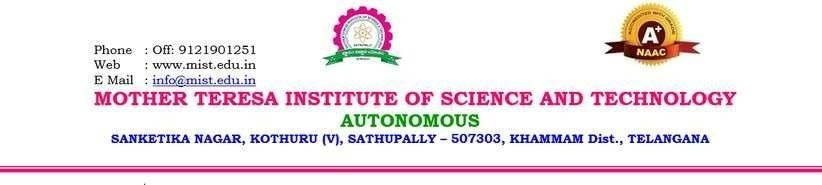 Phone : Off: 9121901251
Web : www.mist.edu.in
E Mail : info@mist.edu.in
A+
NAAC
MOTHER TERESA INSTITUTE OF SCIENCE AND TECHNOLOGY
AUTONOMOUS
SANKETIKA NAGAR, KOTHURU (V), SATHUPALLY – 507303, KHAMMAM Dist., TELANGANA